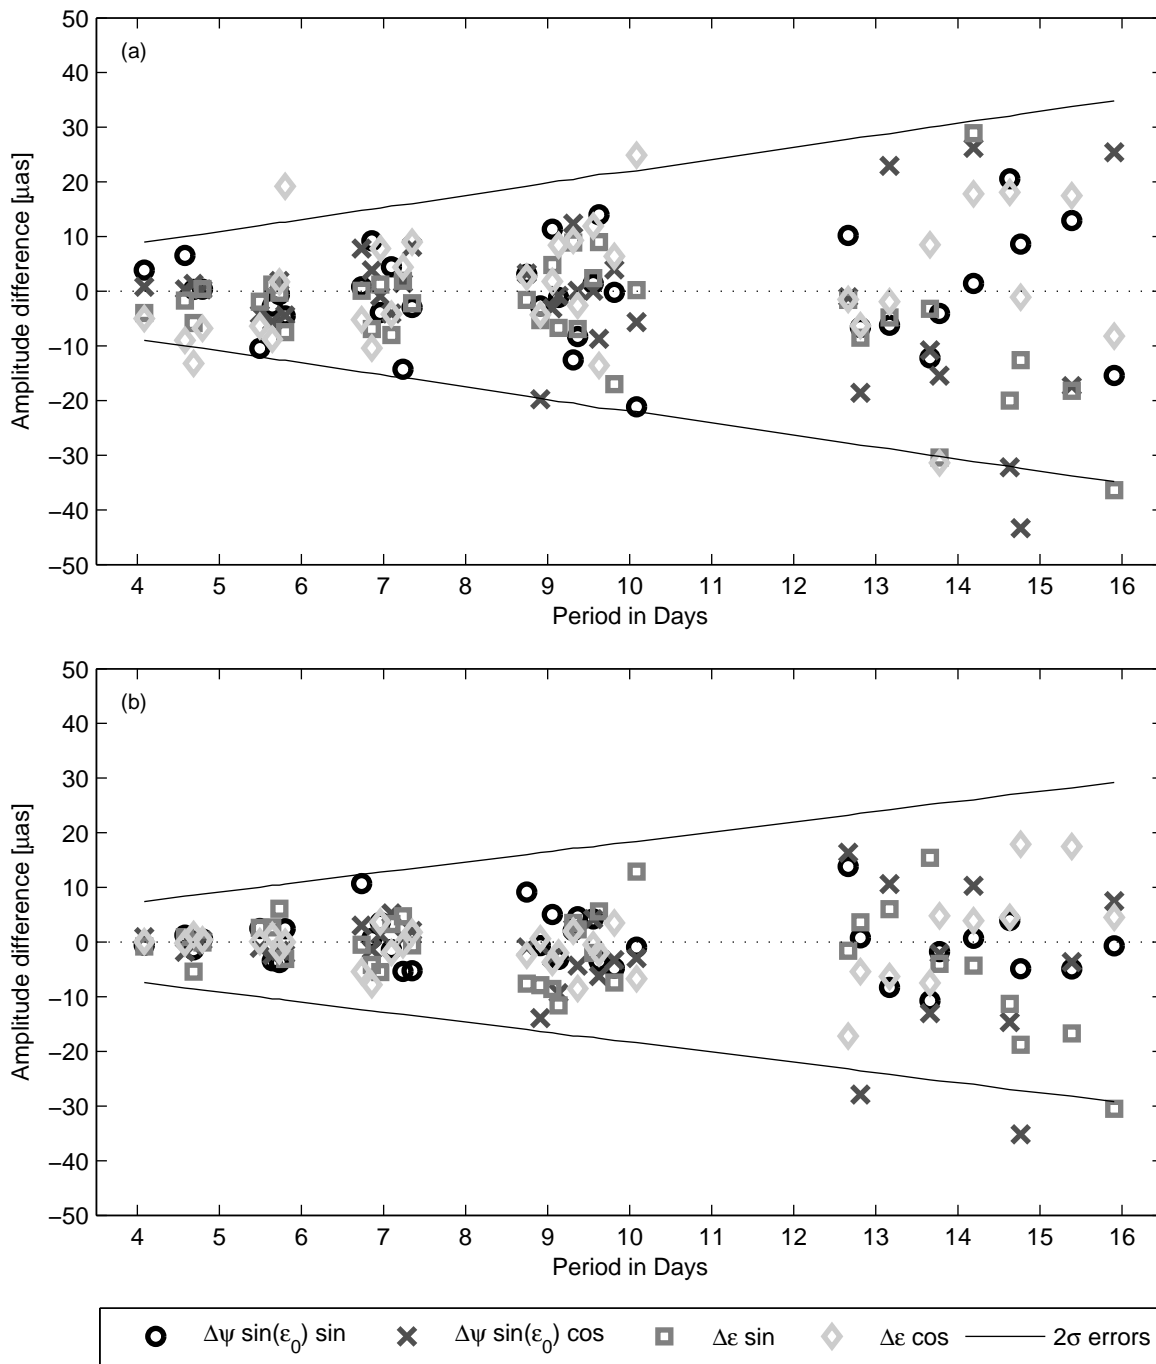 50
40
30
20
10
0
−10
−20
−30
−40
−50
Amplitude difference [µas]
(a)
4 5 6 7 8 9 10 11 12 13 14 15 16
Period in Days
50
40
30
20
10
0
−10
−20
−30
−40
−50
Amplitude difference [µas]
(b)
4 5 6 7 8 9 10 11 12 13 14 15 16
Period in Days
Δψ sin(ε₀) sin Δψ sin(ε₀) cos Δε sin Δε cos 2σ errors